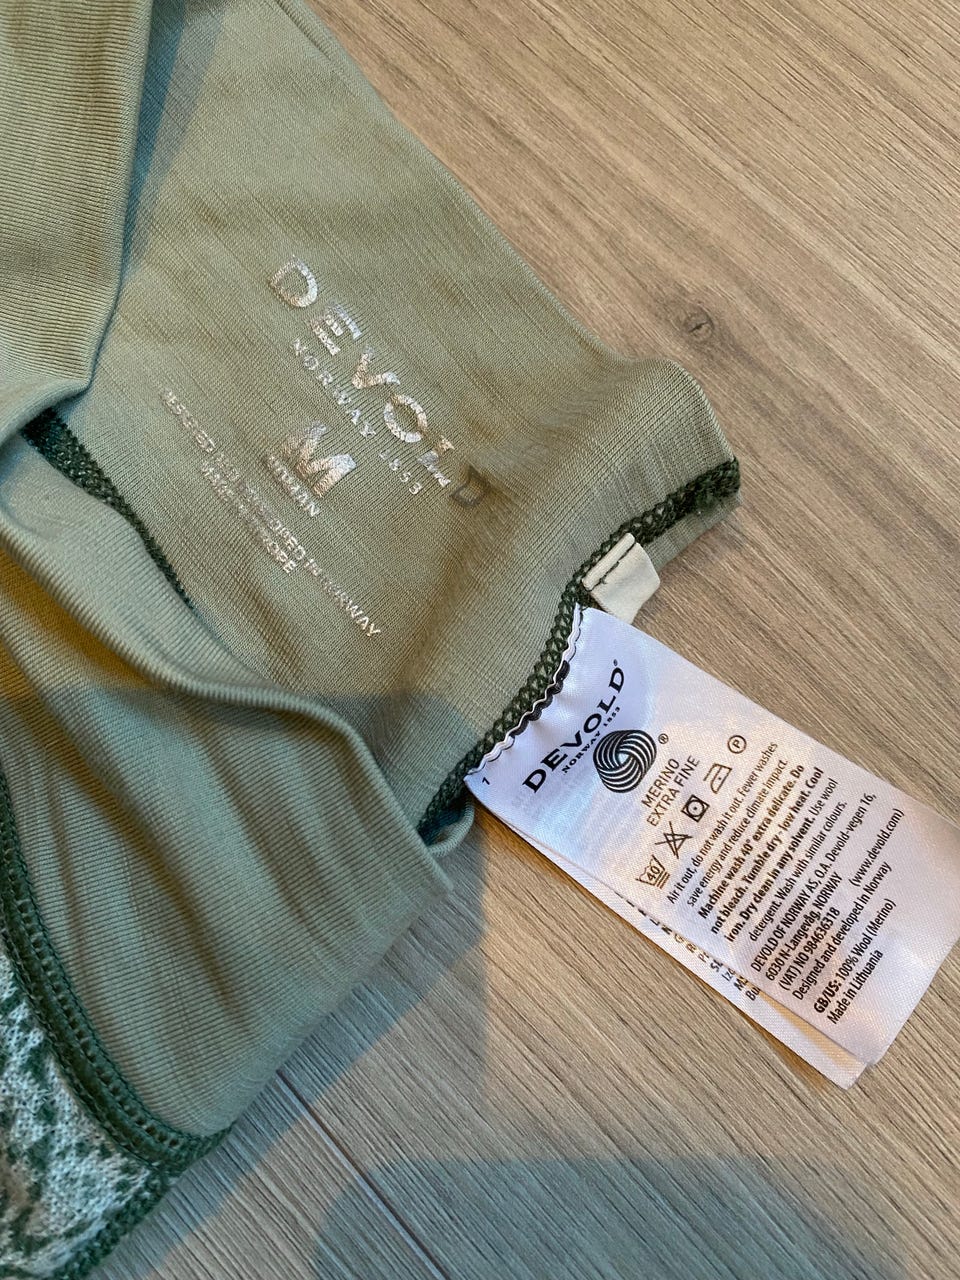 DEVOLD
NORWAY 1853
M
DEVOLD®
NORWAY 1853
1
®
MERINO
EXTRA FINE
40
P
Air it out, do not wash it out. Fewer washes
save energy and reduce climate impact.
Machine wash 40° extra delicate. Do
not bleach. Tumble dry - low heat. Cool
iron. Dry clean in any solvent. Use wool
detergent. Wash with similar colours.
DEVOLD OF NORWAY AS, O.A. Devold-vegen 16,
6030 N-Langevåg, NORWAY (www.devold.com)
(VAT) NO 984636318
Designed and developed in Norway
GB/US: 100% Wool (Merino)
Made in Lithuania